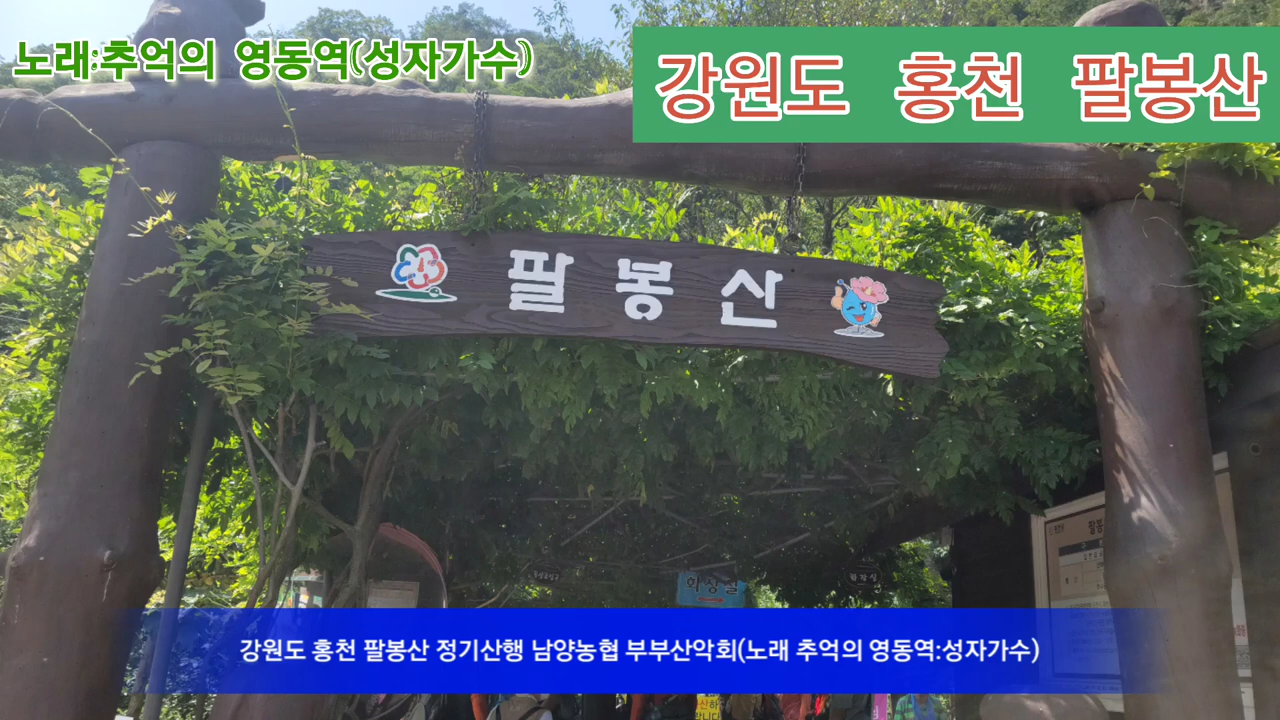 노래:추억의 영동역(성자가수)
강원도 홍천 팔봉산
팔봉산
화장실
강원도 홍천 팔봉산 정기산행 남양농협 부부산악회(노래 추억의 영동역:성자가수)